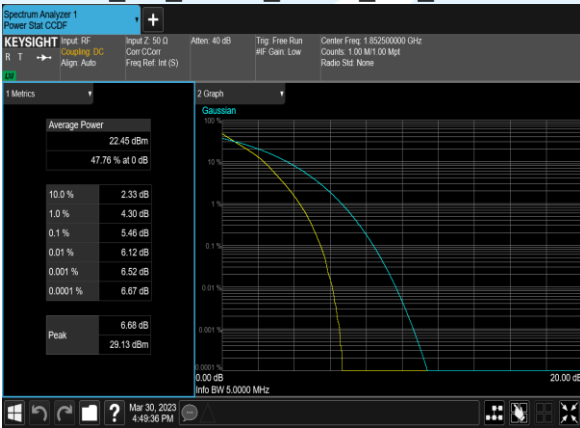 Spectrum Analyzer 1
Power Stat CCDF
+
KEYSIGHT
R T
LW
Input: RF
Coupling: DC
Align: Auto
Input Z: 50 Ω
Corr CCorr
Freq Ref: Int (S)
Atten: 40 dB
Trig: Free Run
#IF Gain: Low
Center Freq: 1.852500000 GHz
Counts: 1.00 M/1.00 Mpt
Radio Std: None
1 Metrics
Average Power
22.45 dBm
47.76 % at 0 dB
10.0 % 2.33 dB
1.0 % 4.30 dB
0.1 % 5.46 dB
0.01 % 6.12 dB
0.001 % 6.52 dB
0.0001 % 6.67 dB
Peak
6.68 dB
29.13 dBm
2 Graph
Gaussian
100 %
10 %
1 %
0.1 %
0.01 %
0.001 %
0.0001 %
0.00 dB
20.00 dB
Info BW 5.0000 MHz
?
Mar 30, 2023
4:49:36 PM